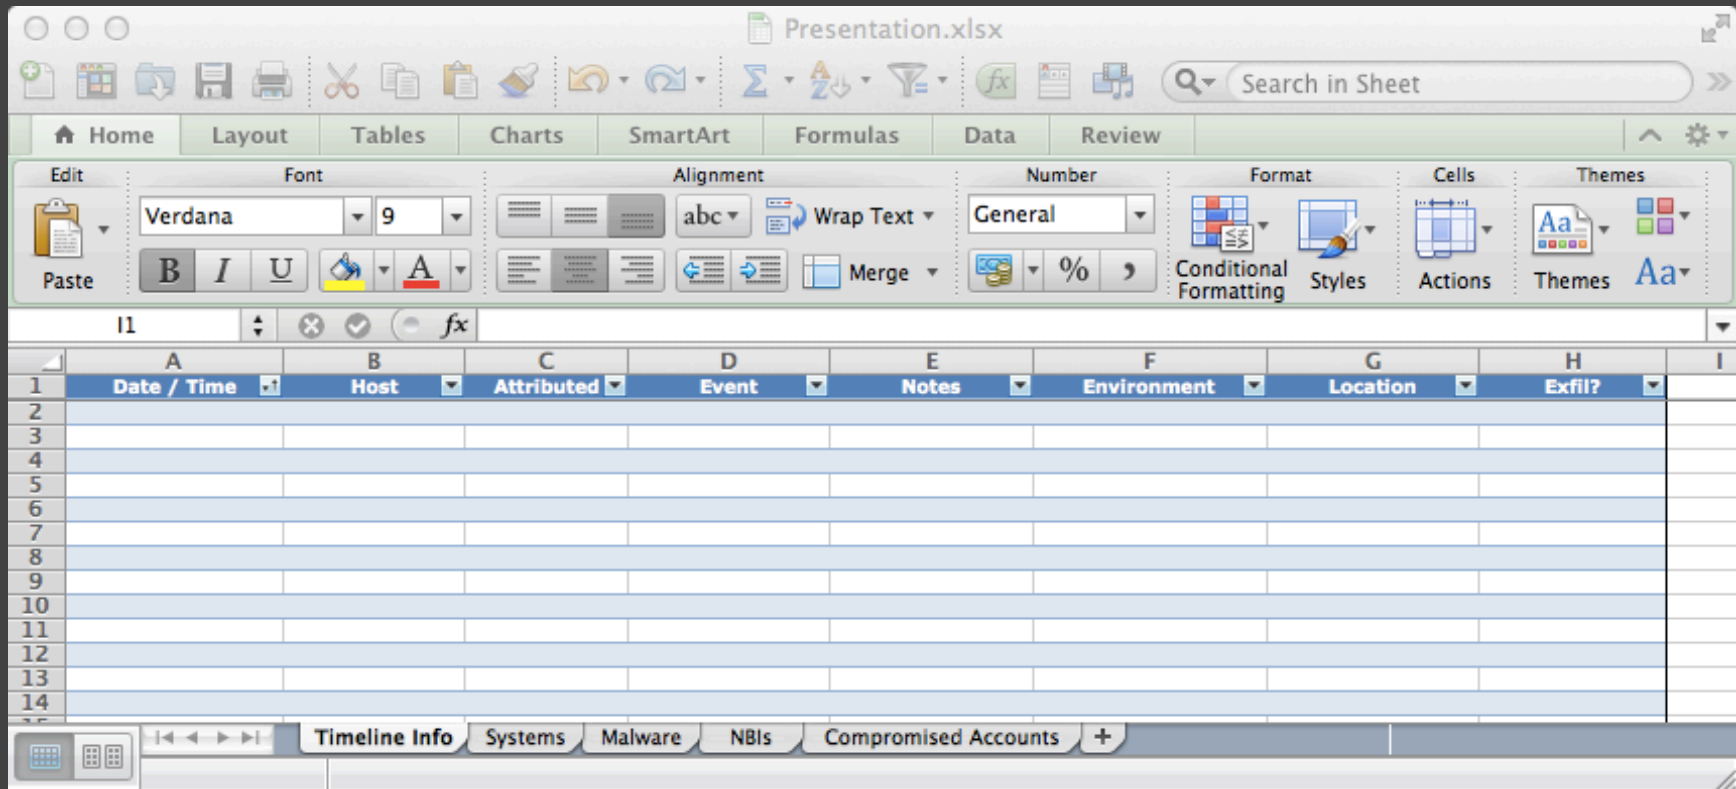 Presentation.xlsx
Search in Sheet
Home Layout Tables Charts SmartArt Formulas Data Review
Edit Font Alignment Number Format Cells Themes
Verdana 9 abc Wrap Text General
Paste B I U A Merge % Conditional Formatting Styles Actions Aa Themes Aa
I1 fx
A B C D E F G H I
1 Date / Time Host Attributed Event Notes Environment Location Exfil?
2
3
4
5
6
7
8
9
10
11
12
13
14
15
Timeline Info Systems Malware NBIs Compromised Accounts +